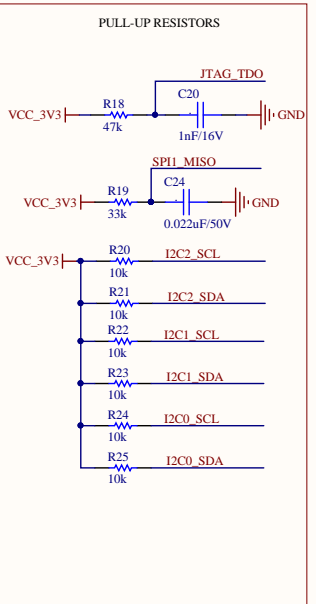 PULL-UP RESISTORS
JTAG_TDO
C20
R18
VCC_3V3
GND
47k
1nF/16V
SPI1_MISO
C24
R19
VCC_3V3
GND
33k
0.022uF/50V
R20
I2C2_SCL
VCC_3V3
10k
R21
I2C2_SDA
10k
R22
I2C1_SCL
10k
R23
I2C1_SDA
10k
R24
I2C0_SCL
10k
R25
I2C0_SDA
10k